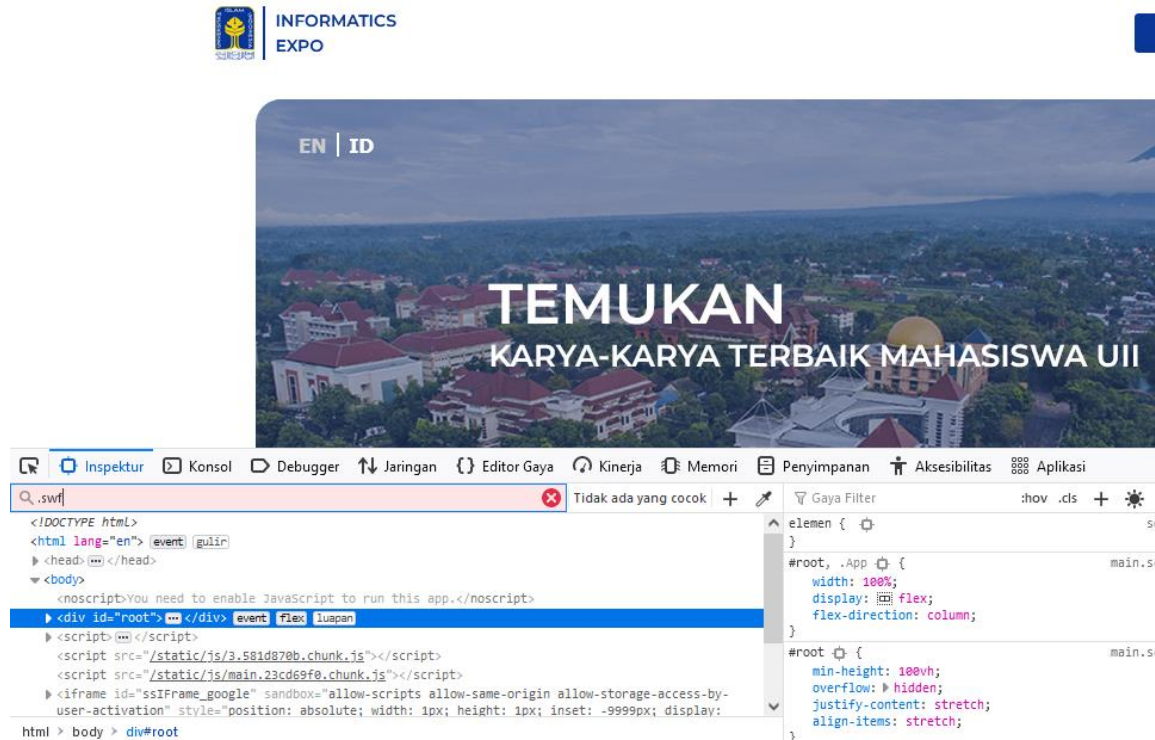 INFORMATICS
EXPO
EN | ID
TEMUKAN
KARYA-KARYA TERBAIK MAHASISWA UII
Inspektur Konsol Debugger Jaringan Editor Gaya Kinerja Memori Penyimpanan Aksesibilitas Aplikasi
.swf Tidak ada yang cocok + Gaya Filter :hov .cls +
<!DOCTYPE html>
<html lang="en"> event gulir
<head> ••• </head>
<body>
<noscript>You need to enable JavaScript to run this app.</noscript>
<div id="root"> ••• </div> event flex luapan
<script> ••• </script>
<script src="/static/js/3.581d870b.chunk.js"></script>
<script src="/static/js/main.23cd69f0.chunk.js"></script>
<iframe id="ssIFrame_google" sandbox="allow-scripts allow-same-origin allow-storage-access-by-
user-activation" style="position: absolute; width: 1px; height: 1px; inset: -9999px; display:
html > body > div#root
elemen {
}
#root, .App { main.s
width: 100%;
display: flex;
flex-direction: column;
}
#root { main.s
min-height: 100vh;
overflow: hidden;
justify-content: stretch;
align-items: stretch;
}